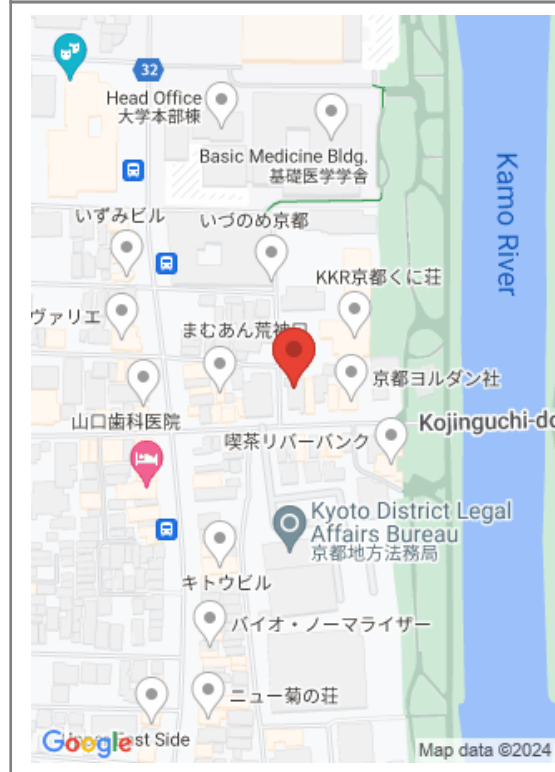 32
Head Office
大学本部棟
Basic Medicine Bldg.
基礎医学学舎
Kamo River
いずみビル
いづのめ京都
KKR京都くに荘
ヴァリエ
まむあん荒神口
京都ヨルダン社
山口歯科医院
Kojinguchi-do
喫茶リバーバンク
Kyoto District Legal
Affairs Bureau
京都地方法務局
キトウビル
バイオ・ノーマライザー
ニュー菊の荘
East Side
Google
Map data ©2024